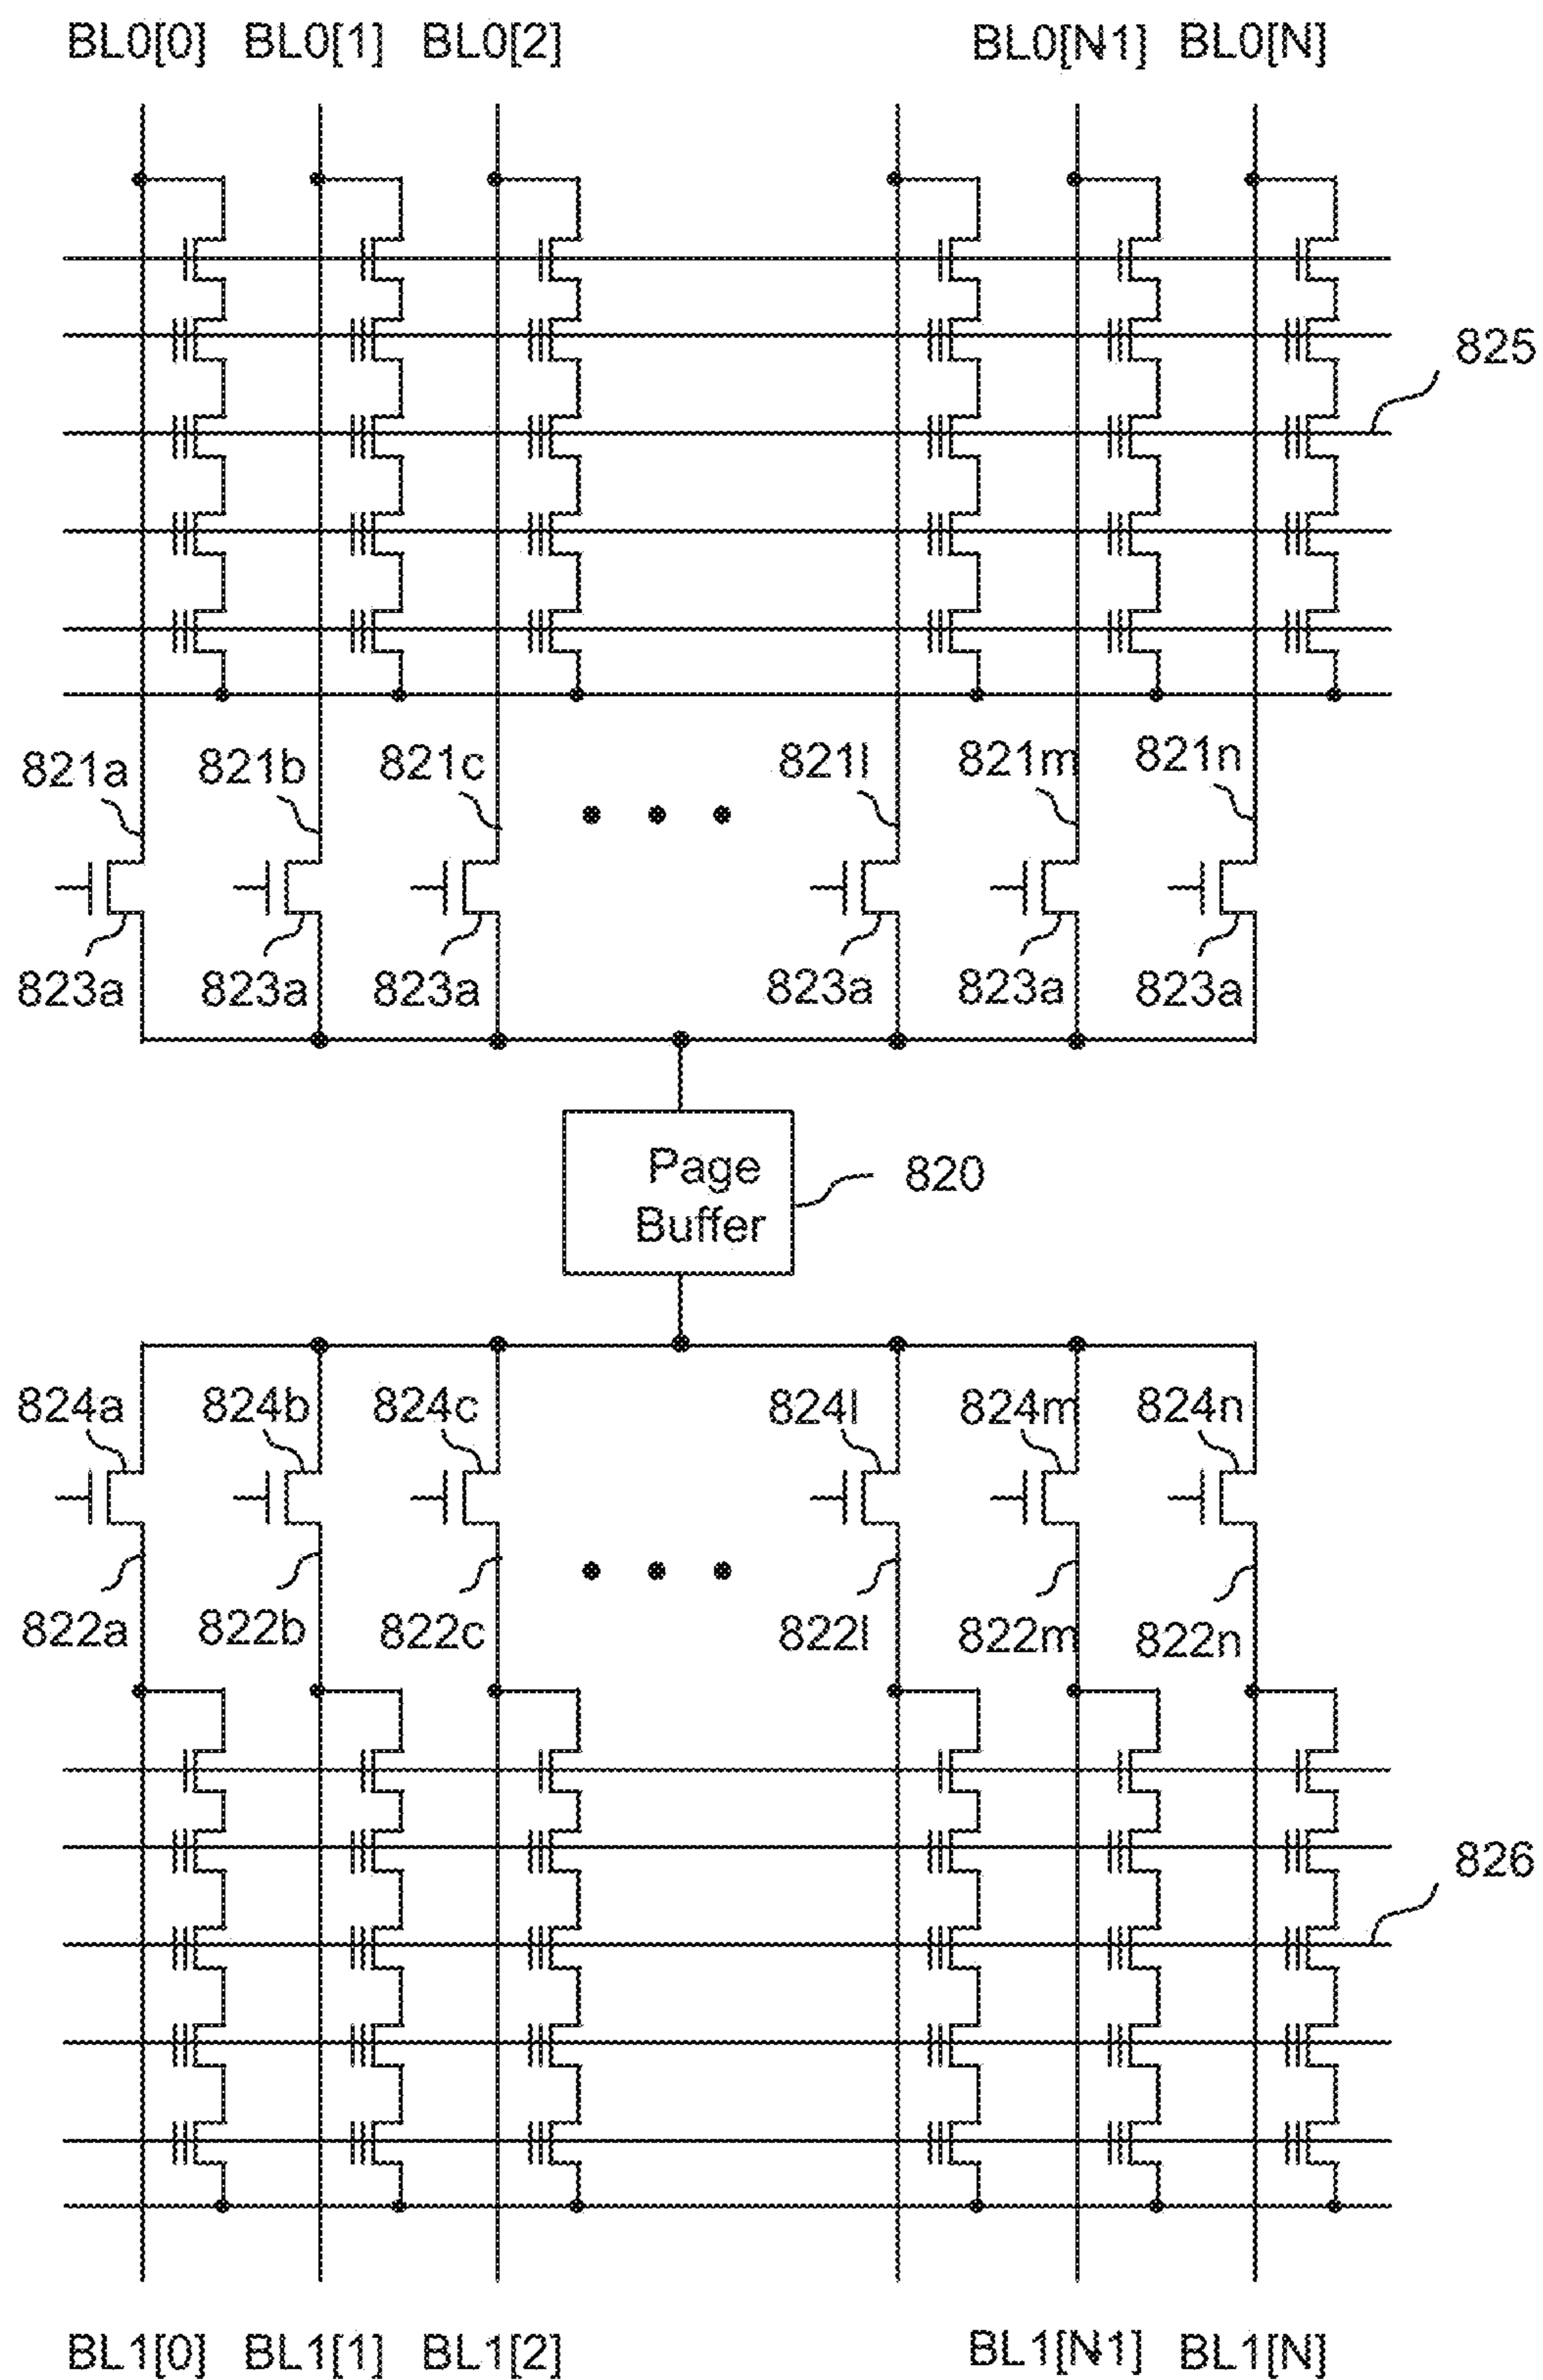 BL0[0] BL0[1] BL0[2] BL0[N1] BL0[N]
825
821a 821b 821c 821l 821m 821n
823a 823a 823a 823a 823a 823a
Page
Buffer
820
824a 824b 824c 824l 824m 824n
822a 822b 822c 822l 822m 822n
826
BL1[0] BL1[1] BL1[2] BL1[N1] BL1[N]